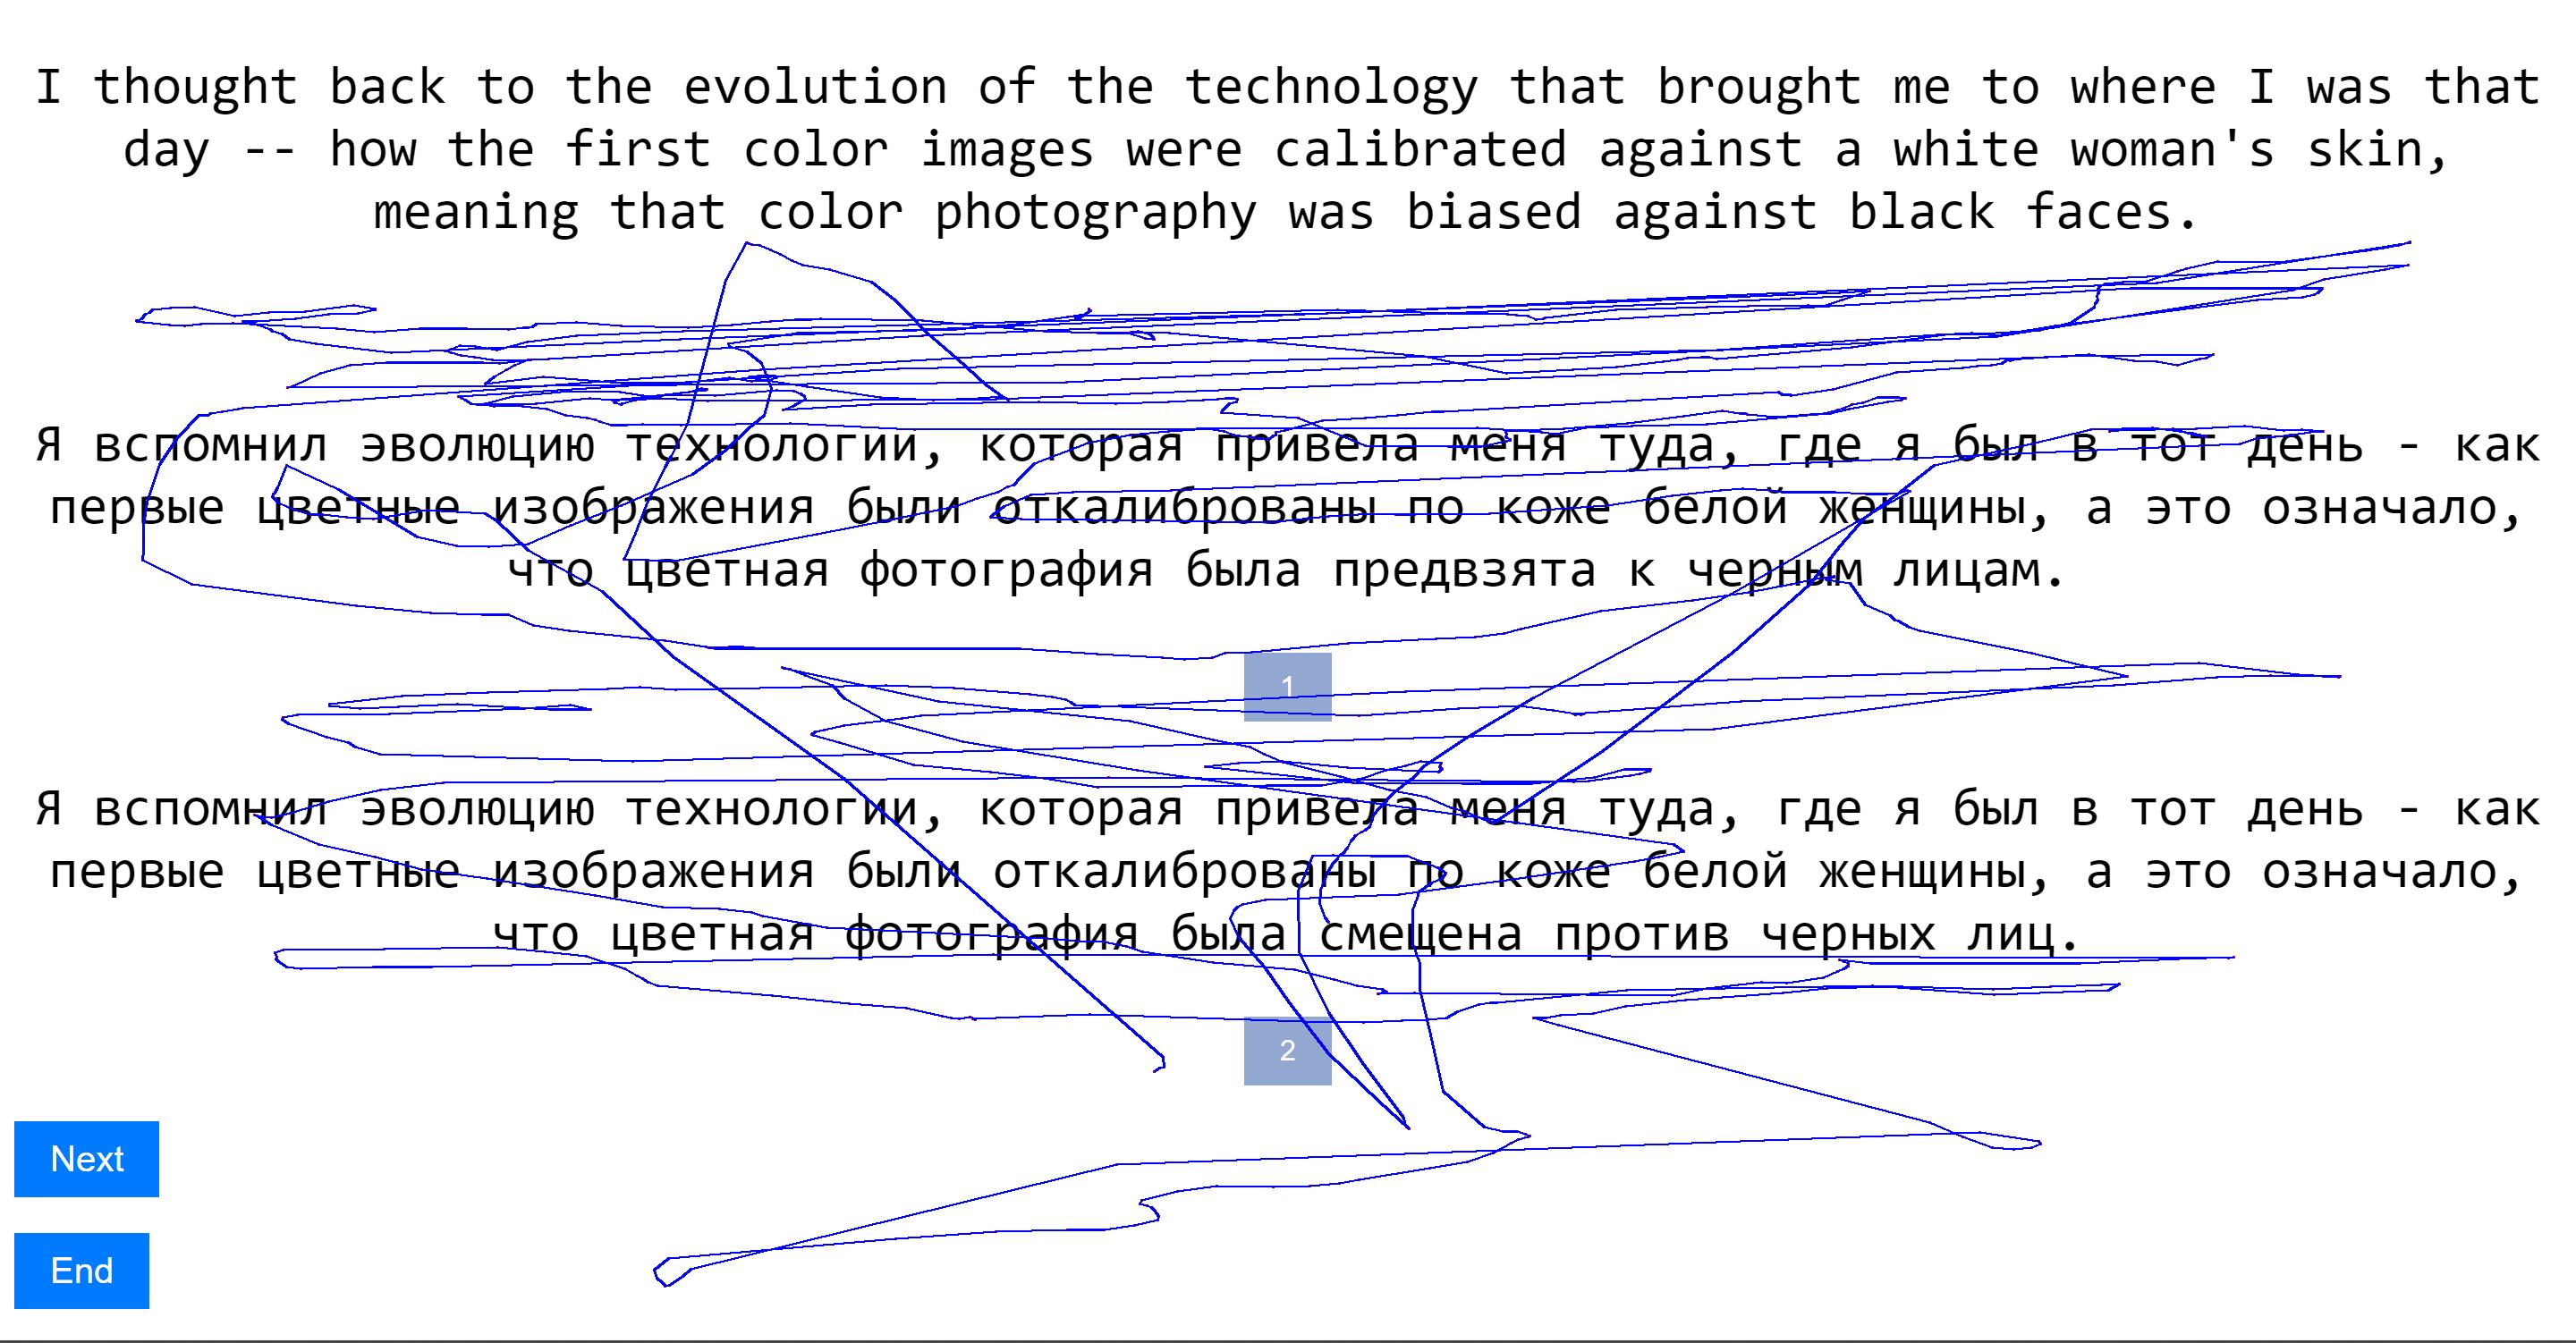 I thought back to the evolution of the technology that brought me to where I was that
day -- how the first color images were calibrated against a white woman's skin,
meaning that color photography was biased against black faces.
Я вспомнил эволюцию технологии, которая привела меня туда, где я был в тот день - как
первые цветные изображения были откалиброваны по коже белой женщины, а это означало,
что цветная фотография была предвзята к черным лицам.
1
Я вспомнил эволюцию технологии, которая привела меня туда, где я был в тот день - как
первые цветные изображения были откалиброваны по коже белой женщины, а это означало,
что цветная фотография была смещена против черных лиц.
2
Next
End